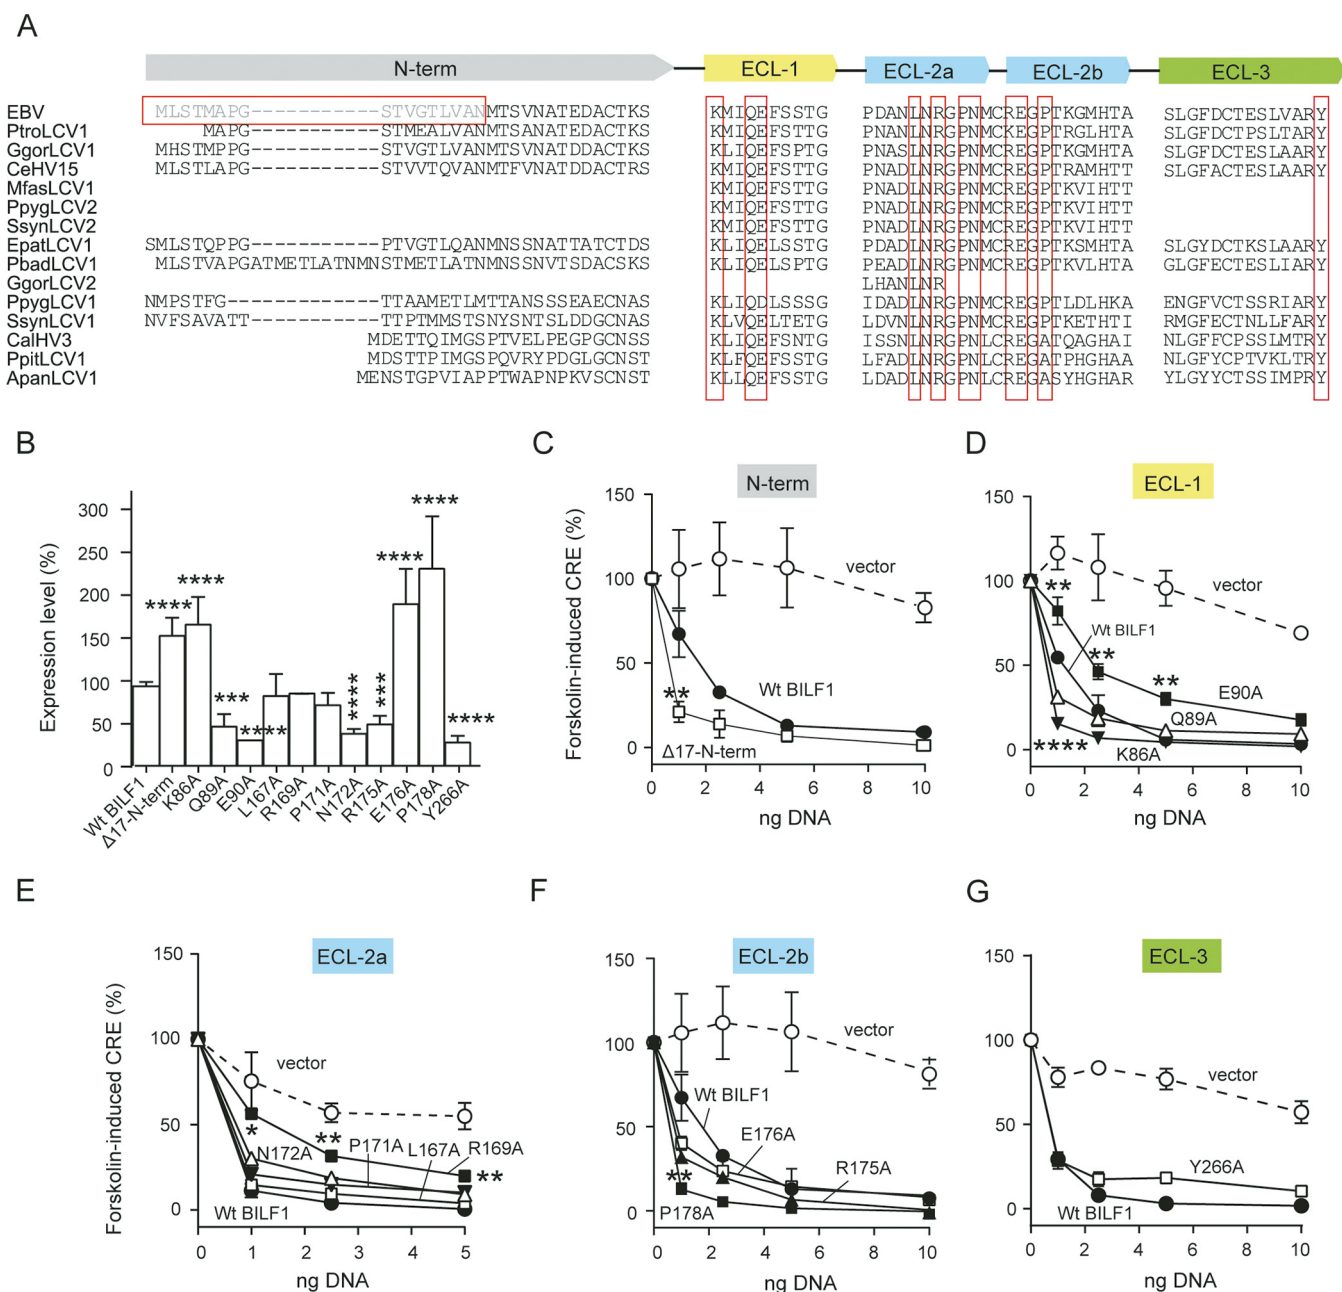 A
N-term ECL-1 ECL-2a ECL-2b ECL-3
EBV MLSTMAPG------------STVGTLVANMTSVNATEDACTKS KMIQEFSSTG PDANLNRGPNMCREGPTKGMHTA SLGFDCTESLVARY
PtroLCV1 MAPG------------STMEALVANMTSANATEDACTKS KMIQEFSSTG PNADLNRGPNMCREGPTRGLHTA SLGFDCTESLAARY
GgorLCV1 MHSTMPPG------------STVGTLVANMTSVNATDDACTKS KLIQEFSPTG PNASLNRGPNMCREGPTKGMHTA SLGFDCTESLAARY
CeHV15 MLSTLAPG------------STVVTQVANMTFVNATDDACTRS KLIQEFSSTG PNADLNRGPNMCREGPTRAMHTA SLGFACTESLAARY
MfasLCV1 KMIQEFSSTG PNADLNRGPNMCREGPTKVIHTT
PpygLCV2 KMIQEFSSTG PNADLNRGPNMCREGPTKVIHTT
SsynLCV2 KMIQEFSTTG PNADLNRGPNMCREGPTKVIHTT
EpatLCV1 SMLSTQPPG------------PTVGTLQANMNSSNATTATCTDS KLIQEFSSTG PDADLNRGPNMCREGPTKSMHTA SLGYDCTKSLAARY
PbadLCV1 MLSTVAPGATMETLATNMNSTMETLATNMNSSNVTSDACSKS KLIQELSPTG PEADLNRGPNMCREGPTKVLHTA GLGFECTESLIARY
GgorLCV2 LHANLNR
PpygLCV1 NMPSTFG--------------TTAAMETLMTTANSSSEAECNAS KLIQDLSSSG IDADLNRGPNMCREGPTLDLHKA ENGFVCTSSRIARY
SsynLCV1 NVFSAVATT------------TTPTMMSTSNYSNTSLDDGCNAS KLVQELTETG LDVNLNRGPNMCREGPTKETHTI RMGFECTNLLFARY
CalHV3 MDETTQIMGSPTVELPEGPGCNSS KLIQEFSNTG ISSNLNRGPNLCREGATQAGHAI NLGFFCPSSLMTRY
PpitLCV1 MDSTTPIMGSPQVRYPDGLGCNST KLFQEFSSTG LFADLNRGPNLCREGATPHGHAA NPIGYYCPTVKLTRY
ApanLCV1 MENSTGPVIAPPTWAPNPKVSCNST KLLQEFSSTG LDADLNRGPNLCREGASYHGHAR YLGYYCTSSIMPRY
B
Expression level (%)
300
250
200
150
100
50
0
**** **** *** **** **** *** **** **** ****
Wt BILF1 Δ17-N-term K86A Q89A E90A L167A R169A P171A N172A R175A E176A P178A Y266A
C
N-term
Forskolin-induced CRE (%)
150
100
50
0
vector
Wt BILF1
**
Δ17-N-term
0 2 4 6 8 10
ng DNA
D
ECL-1
150
100
50
0
vector
**
Wt BILF1
**
**
E90A
Q89A
****
K86A
0 2 4 6 8 10
ng DNA
E
ECL-2a
Forskolin-induced CRE (%)
150
100
50
0
vector
*
**
N172A P171A L167A R169A
**
Wt BILF1
0 1 2 3 4 5
ng DNA
F
ECL-2b
150
100
50
0
vector
Wt BILF1
E176A
R175A
**
P178A
0 2 4 6 8 10
ng DNA
G
ECL-3
150
100
50
0
vector
Y266A
Wt BILF1
0 2 4 6 8 10
ng DNA